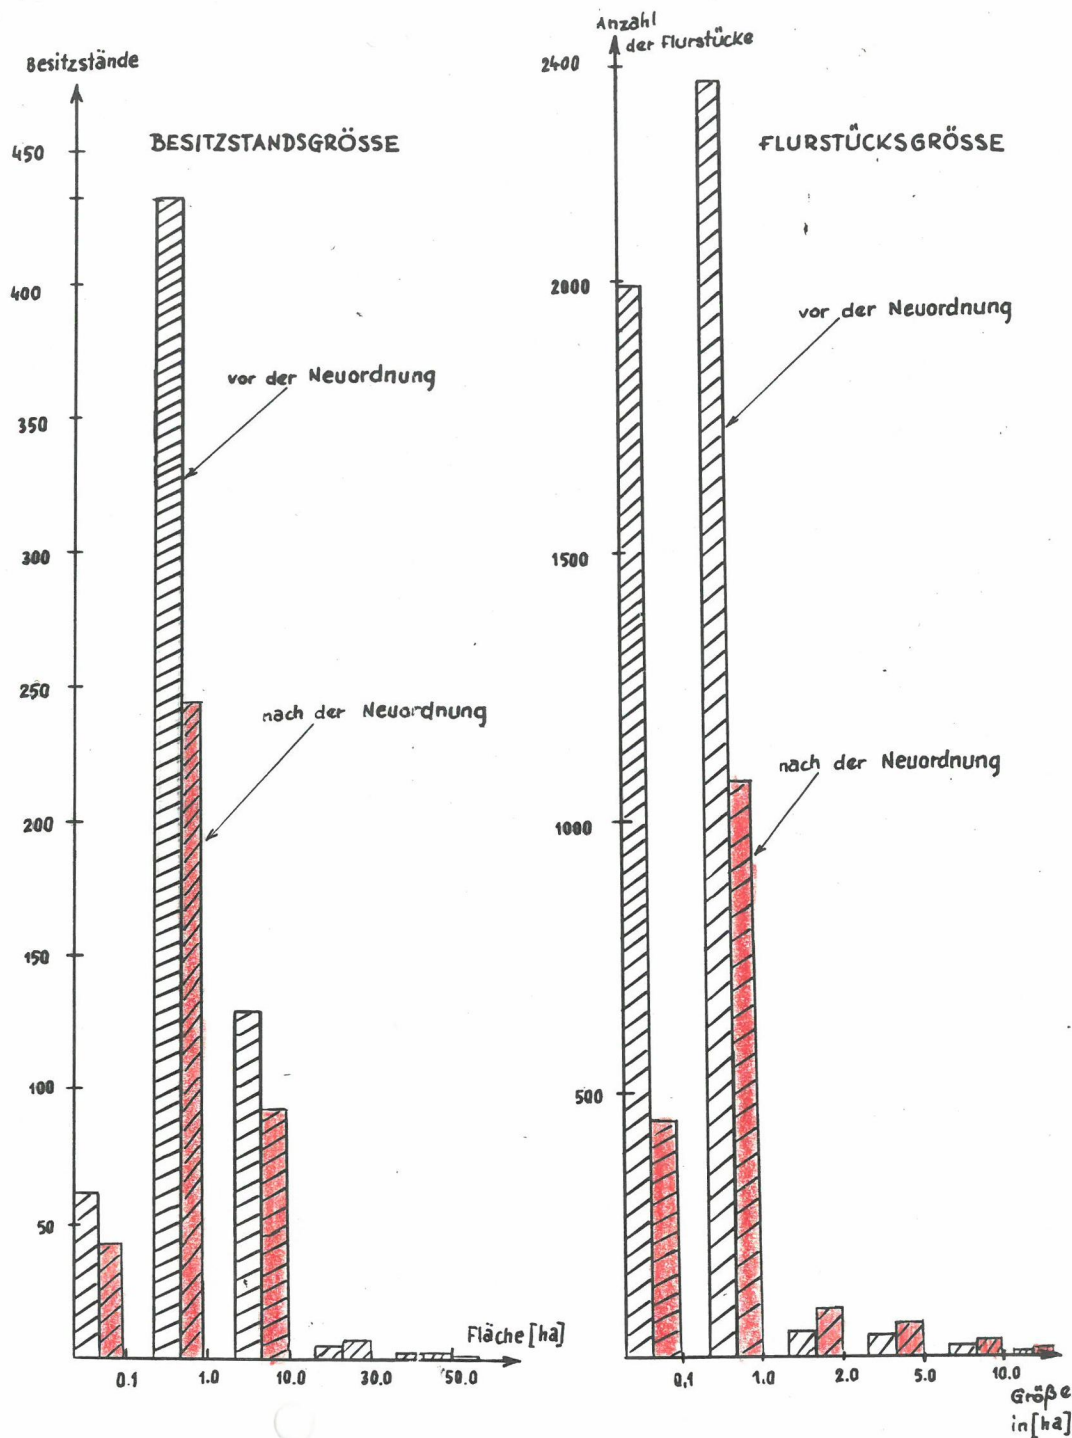 Besitzstände
BESITZSTANDSGRÖSSE
450
400
350
300
250
200
150
100
50
vor der Neuordnung
nach der Neuordnung
Fläche [ha]
0.1 1.0 10.0 30.0 50.0
Anzahl
der Flurstücke
FLURSTÜCKSGRÖSSE
2400
2000
1500
1000
500
vor der Neuordnung
nach der Neuordnung
0,1 1.0 2.0 5.0 10.0
Größe
in [ha]